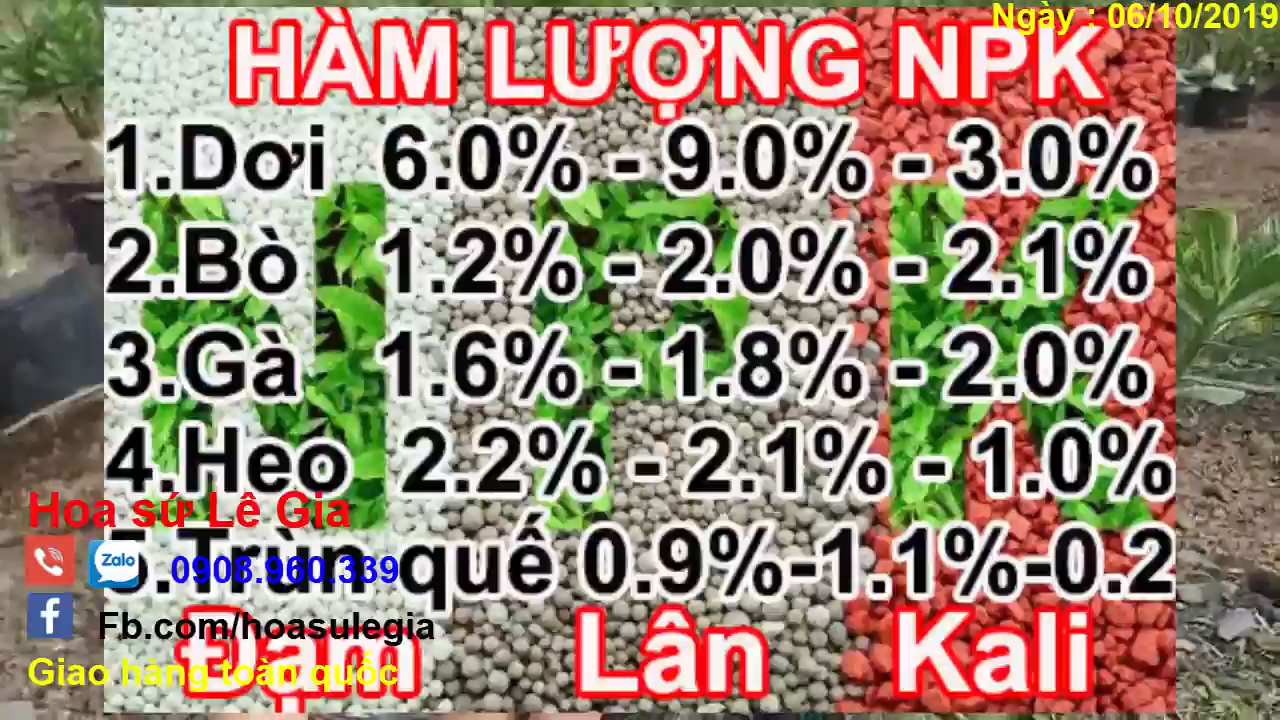 Ngày : 06/10/2019
HÀM LƯỢNG NPK
1.Dơi 6.0% - 9.0% - 3.0%
2.Bò 1.2% - 2.0% - 2.1%
3.Gà 1.6% - 1.8% - 2.0%
4.Heo 2.2% - 2.1% - 1.0%
Hoa sứ Lê Gia
5.Trùn quế 0.9%-1.1%-0.2
Zalo
0908.960.339
Fb.com/hoasulegia
Đạm Lân Kali
Giao hàng toàn quốc
NPK